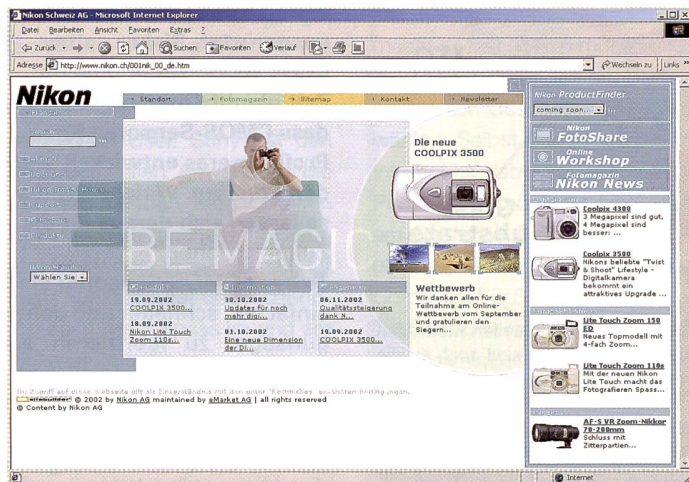 Nikon Schweiz AG - Microsoft Internet Explorer
Datei Bearbeiten Ansicht Favoriten Extras ?
Zurück Suchen Favoriten Verlauf
Adresse http://www.nikon.ch/001nik_00_de.htm Wechseln zu Links »
Nikon
Standort Fotomagazin Sitemap Kontakt Newsletter
Wählen Sie
BE MAGI
Die neue
COOLPIX 3500
Wettbewerb
Wir danken allen für die
Teilnahme am Online-
Wettbewerb vom September
und gratulieren den
Siegern...
19.09.2002
COOLPIX 3500...
18.09.2002
Nikon Lite Touch
Zoom 110s...
30.10.2002
Updates für noch
mehr digi...
01.10.2002
Eine neue Dimension
der Di...
06.11.2002
Qualitätssteigerung
dank N...
19.09.2002
COOLPIX 3500...
Nikon ProductFinder
coming soon...
Nikon
FotoShare
Online
Workshop
Fotomagazin
Nikon News
Coolpix 4300
3 Megapixel sind gut,
4 Megapixel sind
besser: ...
Coolpix 3500
Nikons beliebte "Twist
& Shoot" Lifestyle -
Digitalkamera
bekommt ein
attraktives Upgrade ...
Lite Touch Zoom 150
ED
Neues Topmodell mit
4-fach Zoom...
Lite Touch Zoom 110s
Mit der neuen Nikon
Lite Touch macht das
Fotografieren Spass...
AF-S VR Zoom-Nikkor
70-200mm
Schluss mit
Zitterpartien...
© 2002 by Nikon AG maintained by eMarket AG | all rights reserved
© Content by Nikon AG
Internet